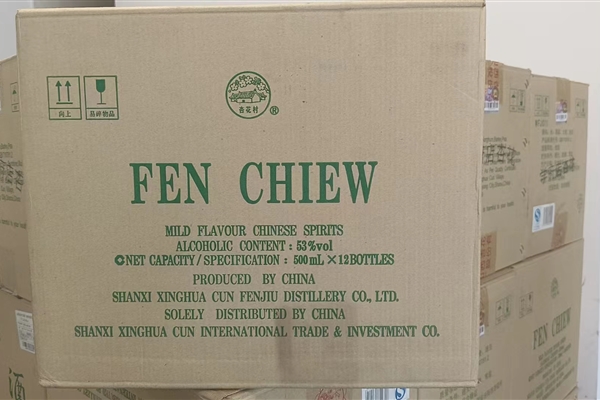 向上
易碎物品
杏花村
®
FEN CHIEW
MILD FLAVOUR CHINESE SPIRITS
ALCOHOLIC CONTENT : 53%vol
✪NET CAPACITY/SPECIFICATION : 500mL×12BOTTLES
PRODUCED BY CHINA
SHANXI XINGHUA CUN FENJIU DISTILLERY CO., LTD.
SOLELY DISTRIBUTED BY CHINA
SHANXI XINGHUA CUN INTERNATIONAL TRADE & INVESTMENT CO.